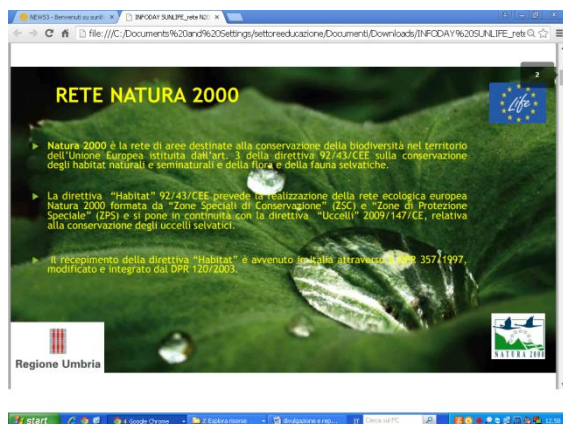 NEWS3 - Benvenuti su sunli
INFODAY SUNLIFE_rete N20
file:///C:/Documents%20and%20Settings/settoreeducazione/Documenti/Downloads/INFODAY%20SUNLIFE_rete
2
RETE NATURA 2000
Life
Natura 2000 è la rete di aree destinate alla conservazione della biodiversità nel territorio
dell'Unione Europea istituita dall'art. 3 della direttiva 92/43/CEE sulla conservazione
degli habitat naturali e seminaturali e della flora e della fauna selvatiche.
La direttiva "Habitat" 92/43/CEE prevede la realizzazione della rete ecologica europea
Natura 2000 formata da "Zone Speciali di Conservazione" (ZSC) e "Zone di Protezione
Speciale" (ZPS) e si pone in continuità con la direttiva "Uccelli" 2009/147/CE, relativa
alla conservazione degli uccelli selvatici.
Il recepimento della direttiva "Habitat" è avvenuto in Italia attraverso il DPR 357/1997,
modificato e integrato dal DPR 120/2003.
Regione Umbria
NATURA 2000
start
4 Google Chrome
2 Esplora risorse
divulgazione e rep...
IT
Cerca sul PC
12.58